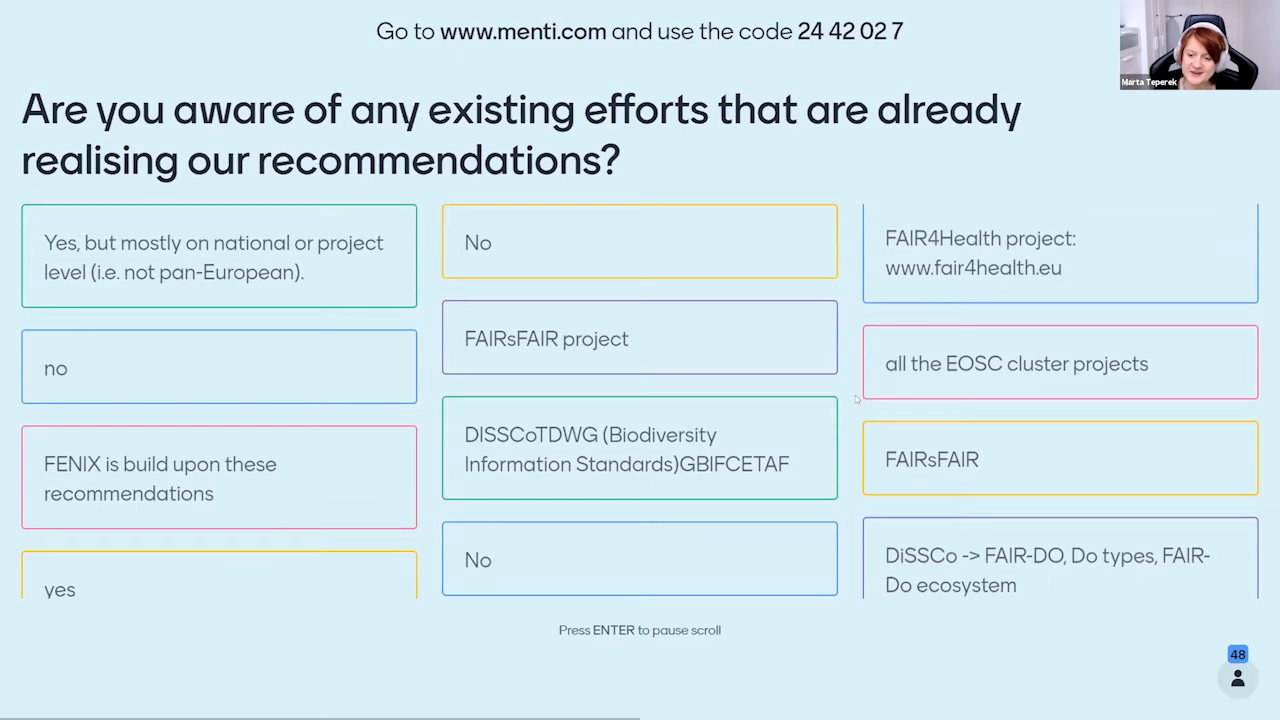 Go to www.menti.com and use the code 24 42 02 7
Marta Teperek
Are you aware of any existing efforts that are already
realising our recommendations?
Yes, but mostly on national or project
level (i.e. not pan-European).
no
FENIX is build upon these
recommendations
yes
No
FAIRsFAIR project
DISSCoTDWG (Biodiversity
Information Standards)GBIFCETAF
No
FAIR4Health project:
www.fair4health.eu
all the EOSC cluster projects
FAIRsFAIR
DiSSCo -> FAIR-DO, Do types, FAIR-
Do ecosystem
Press ENTER to pause scroll
48